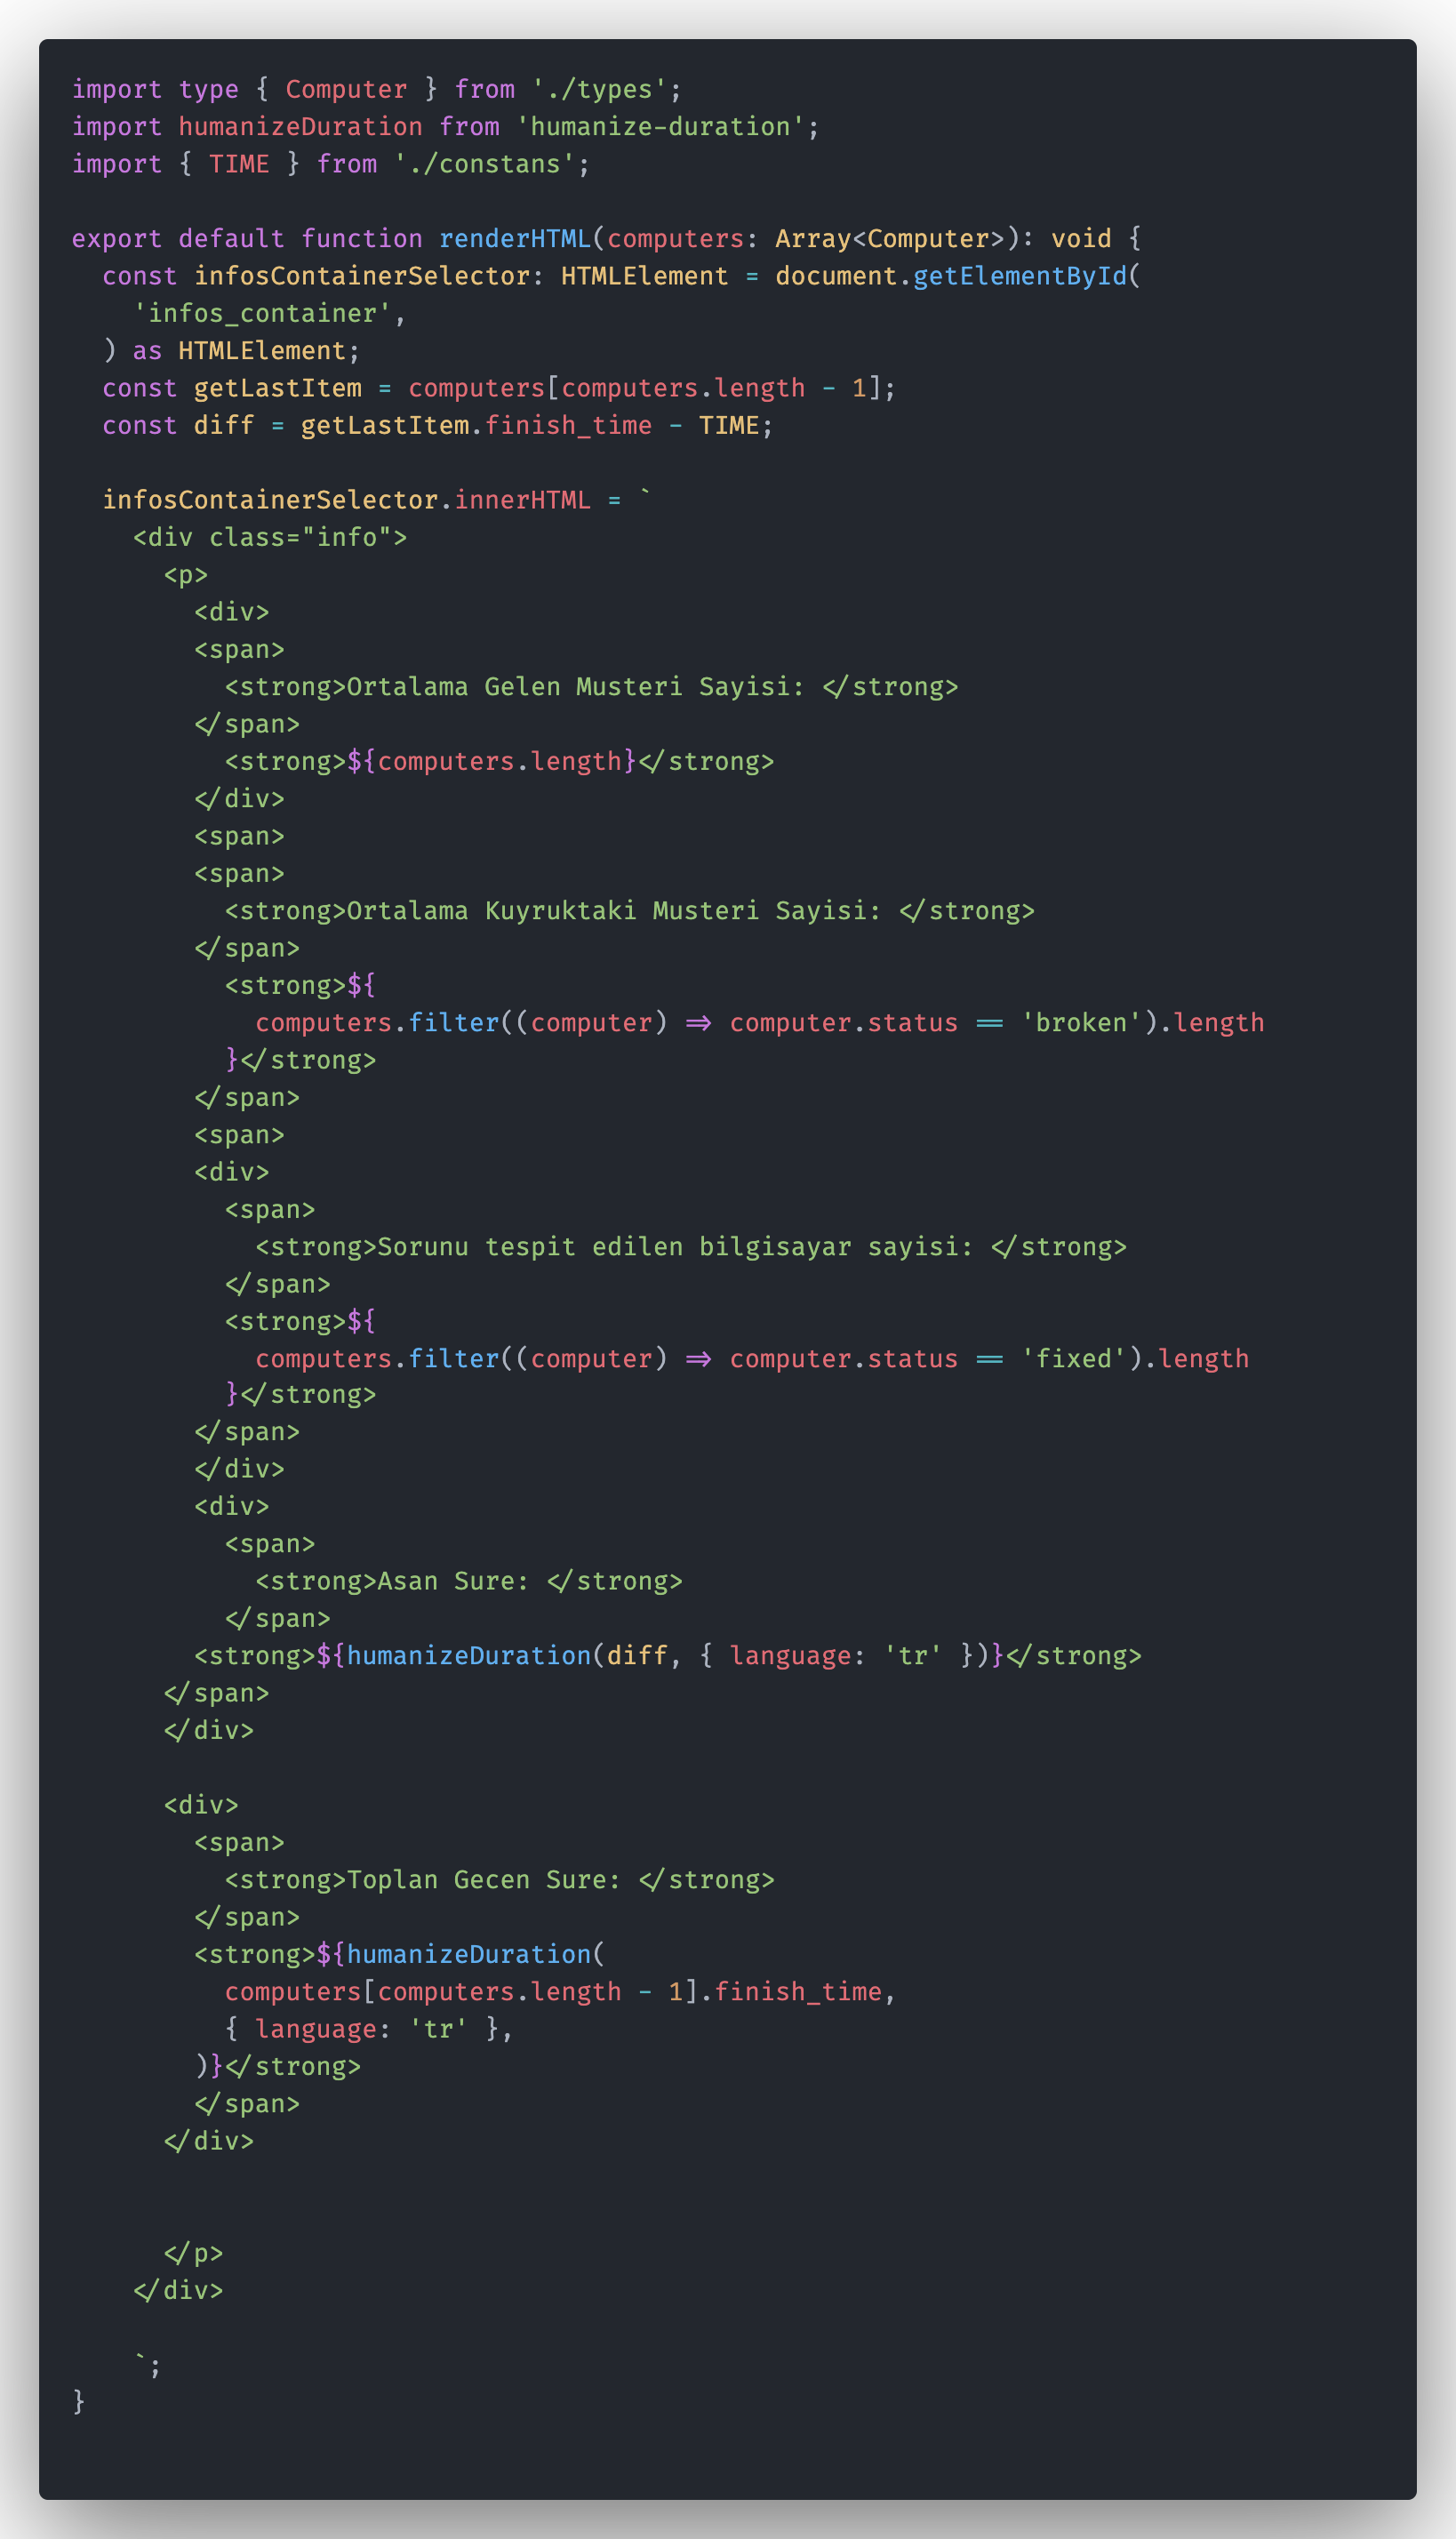 import type { Computer } from './types';
import humanizeDuration from 'humanize-duration';
import { TIME } from './constans';

export default function renderHTML(computers: Array<Computer>): void {
  const infosContainerSelector: HTMLElement = document.getElementById(
    'infos_container',
  ) as HTMLElement;
  const getLastItem = computers[computers.length - 1];
  const diff = getLastItem.finish_time - TIME;

  infosContainerSelector.innerHTML = `
    <div class="info">
      <p>
        <div>
        <span>
          <strong>Ortalama Gelen Musteri Sayisi: </strong>
        </span>
          <strong>${computers.length}</strong>
        </div>
        <span>
        <span>
          <strong>Ortalama Kuyruktaki Musteri Sayisi: </strong>
        </span>
          <strong>${
            computers.filter((computer) => computer.status == 'broken').length
          }</strong>
        </span>
        <span>
        <div>
          <span>
            <strong>Sorunu tespit edilen bilgisayar sayisi: </strong>
          </span>
          <strong>${
            computers.filter((computer) => computer.status == 'fixed').length
          }</strong>
        </span>
        </div>
        <div>
          <span>
            <strong>Asan Sure: </strong>
          </span>
        <strong>${humanizeDuration(diff, { language: 'tr' })}</strong>
      </span>
      </div>

      <div>
        <span>
          <strong>Toplan Gecen Sure: </strong>
        </span>
        <strong>${humanizeDuration(
          computers[computers.length - 1].finish_time,
          { language: 'tr' },
        )}</strong>
        </span>
      </div>


      </p>
    </div>

    `;
}